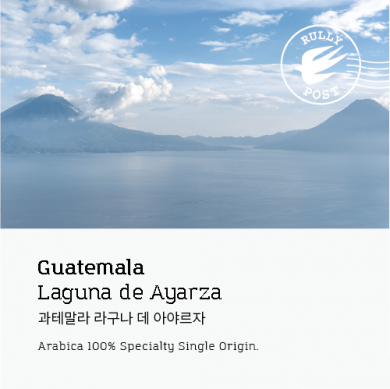 RULLY
POST
Guatemala
Laguna de Ayarza
과테말라 라구나 데 아야르자
Arabica 100% Specialty Single Origin.